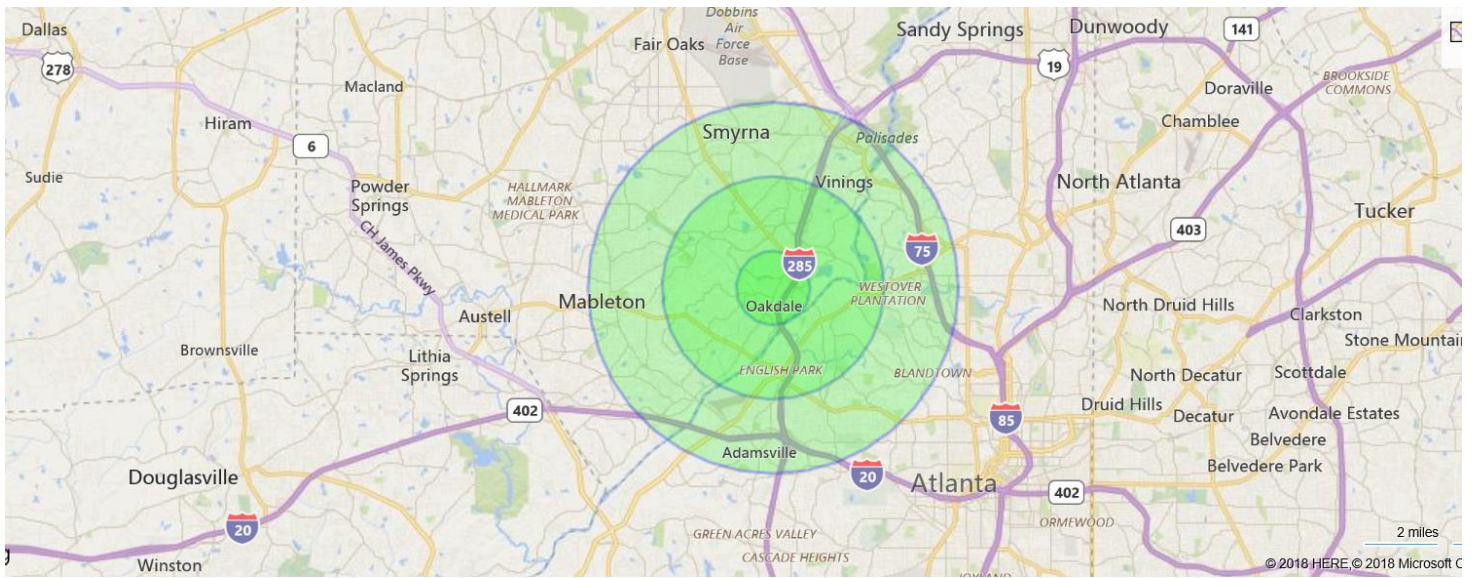 Dallas
278
Hiram
6
Macland
Sudie
Powder
Springs
CH James Pkwy
HALLMARK
MABLETON
MEDICAL PARK
Fair Oaks
Dobbins
Air
Force
Base
Smyrna
Vinings
Palisades
285
75
Oakdale
WESTOVER
PLANTATION
Mableton
Austell
Lithia
Springs
Brownsville
ENGLISH PARK
BLANDTOWN
402
Adamsville
20
Douglasville
20
Winston
g
GREEN ACRES VALLEY
CASCADE HEIGHTS
Atlanta
85
402
ORMEWOOD
JOYLAND
Sandy Springs
Dunwoody
141
19
Doraville
BROOKSIDE
COMMONS
Chamblee
North Atlanta
403
Tucker
North Druid Hills
Clarkston
Stone Mountai
North Decatur
Scottdale
Druid Hills
Decatur
Avondale Estates
Belvedere
Belvedere Park
2 miles
© 2018 HERE,© 2018 Microsoft C